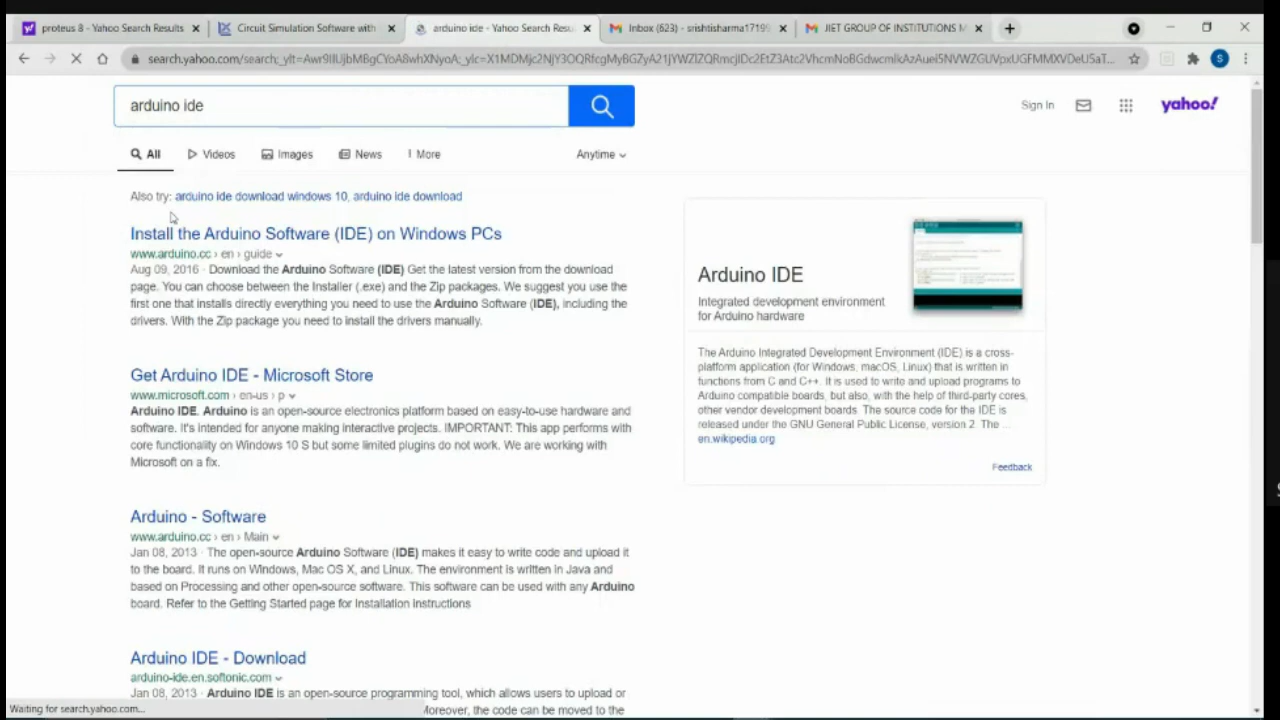 proteus 8 - Yahoo Search Results
Circuit Simulation Software with
arduino ide - Yahoo Search Resu
Inbox (623) - srishtisharma1719
JIET GROUP OF INSTITUTIONS M
S
arduino ide
Sign In
yahoo!
All
Videos
Images
News
More
Anytime
Also try: arduino ide download windows 10, arduino ide download
Install the Arduino Software (IDE) on Windows PCs
www.arduino.cc › en › guide
Aug 09, 2016 · Download the Arduino Software (IDE) Get the latest version from the download
page. You can choose between the Installer (.exe) and the Zip packages. We suggest you use the
first one that installs directly everything you need to use the Arduino Software (IDE), including the
drivers. With the Zip package you need to install the drivers manually.
Get Arduino IDE - Microsoft Store
www.microsoft.com › en-us › p
Arduino IDE. Arduino is an open-source electronics platform based on easy-to-use hardware and
software. It's intended for anyone making interactive projects. IMPORTANT: This app performs with
core functionality on Windows 10 S but some limited plugins do not work. We are working with
Microsoft on a fix.
Arduino - Software
www.arduino.cc › en › Main
Jan 08, 2013 · The open-source Arduino Software (IDE) makes it easy to write code and upload it
to the board. It runs on Windows, Mac OS X, and Linux. The environment is written in Java and
based on Processing and other open-source software. This software can be used with any Arduino
board. Refer to the Getting Started page for Installation instructions
Arduino IDE - Download
arduino-ide.en.softonic.com
Jan 08, 2013 · Arduino IDE is an open-source programming tool, which allows users to upload or
Moreover, the code can be moved to the
Arduino IDE
Integrated development environment
for Arduino hardware
The Arduino Integrated Development Environment (IDE) is a cross-
platform application (for Windows, macOS, Linux) that is written in
functions from C and C++. It is used to write and upload programs to
Arduino compatible boards, but also, with the help of third-party cores,
other vendor development boards. The source code for the IDE is
released under the GNU General Public License, version 2. The ...
en.wikipedia.org
Feedback
Waiting for search.yahoo.com...